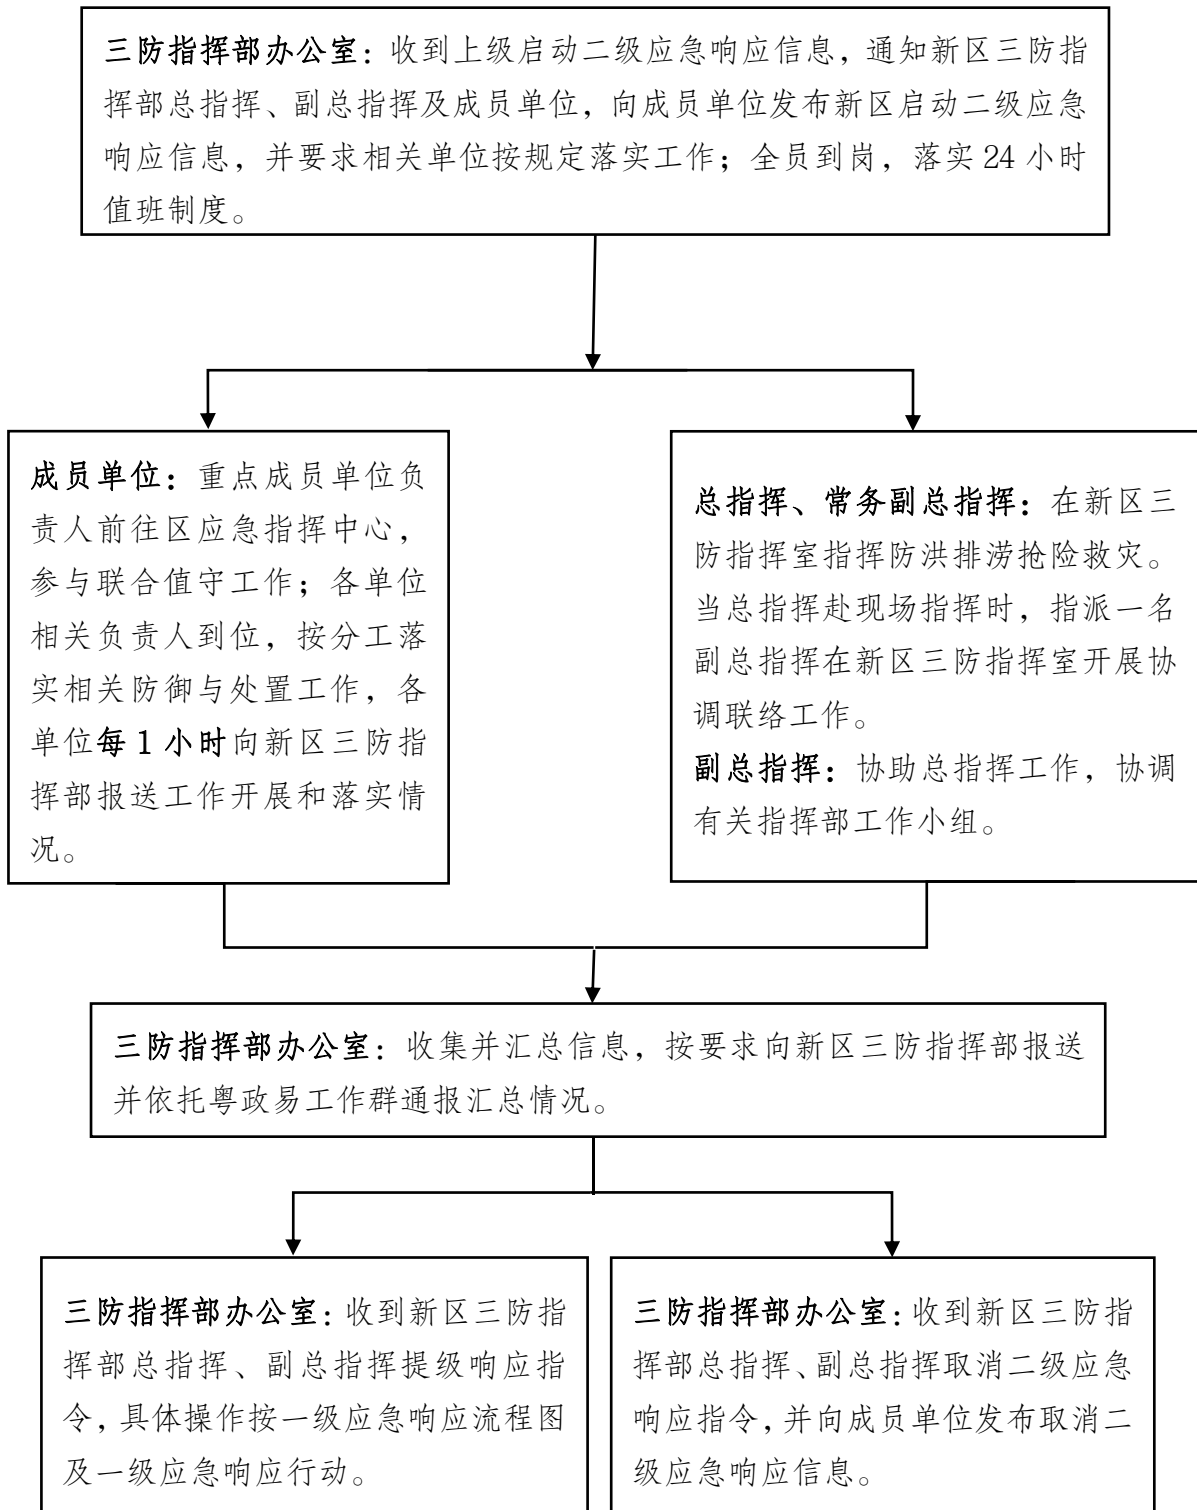 三防指挥部办公室：收到上级启动二级应急响应信息，通知新区三防指
挥部总指挥、副总指挥及成员单位，向成员单位发布新区启动二级应急
响应信息，并要求相关单位按规定落实工作；全员到岗，落实 24 小时
值班制度。
成员单位：重点成员单位负
责人前往区应急指挥中心，
参与联合值守工作；各单位
相关负责人到位，按分工落
实相关防御与处置工作，各
单位每 1 小时向新区三防指
挥部报送工作开展和落实情
况。
总指挥、常务副总指挥：在新区三
防指挥室指挥防洪排涝抢险救灾。
当总指挥赴现场指挥时，指派一名
副总指挥在新区三防指挥室开展协
调联络工作。
副总指挥：协助总指挥工作，协调
有关指挥部工作小组。
三防指挥部办公室：收集并汇总信息，按要求向新区三防指挥部报送
并依托粤政易工作群通报汇总情况。
三防指挥部办公室：收到新区三防指
挥部总指挥、副总指挥提级响应指
令，具体操作按一级应急响应流程图
及一级应急响应行动。
三防指挥部办公室：收到新区三防指
挥部总指挥、副总指挥取消二级应急
响应指令，并向成员单位发布取消二
级应急响应信息。